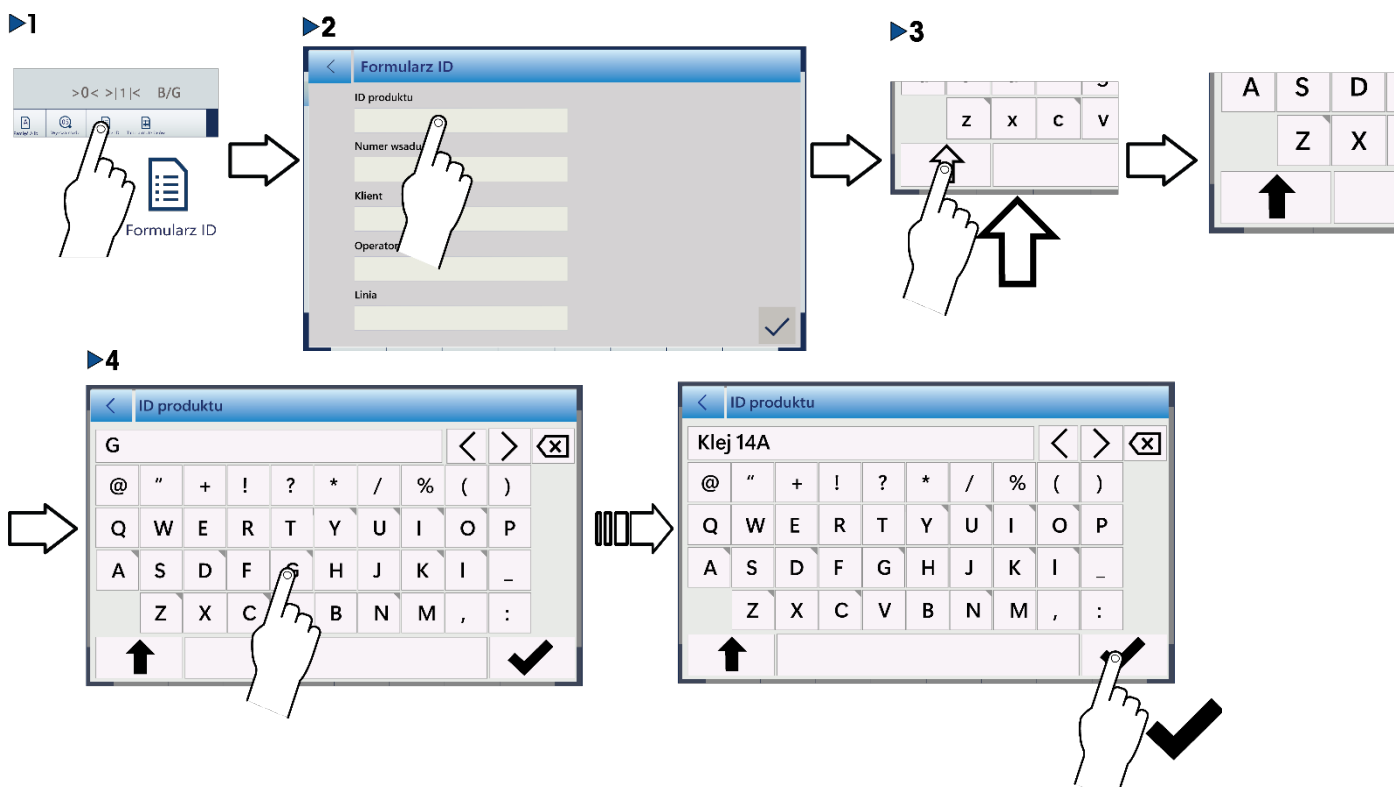 1
>0< >|1|< B/G
Formularz ID
2
Formularz ID
ID produktu
Numer wsadu
Klient
Operator
Linia
3
z x c v
A S D
Z X
4
ID produktu
G
@ " + ! ? * / % ( )
Q W E R T Y U I O P
A S D F G H J K l _
Z X C B N M , :
ID produktu
Klej 14A
@ " + ! ? * / % ( )
Q W E R T Y U I O P
A S D F G H J K l _
Z X C V B N M , :